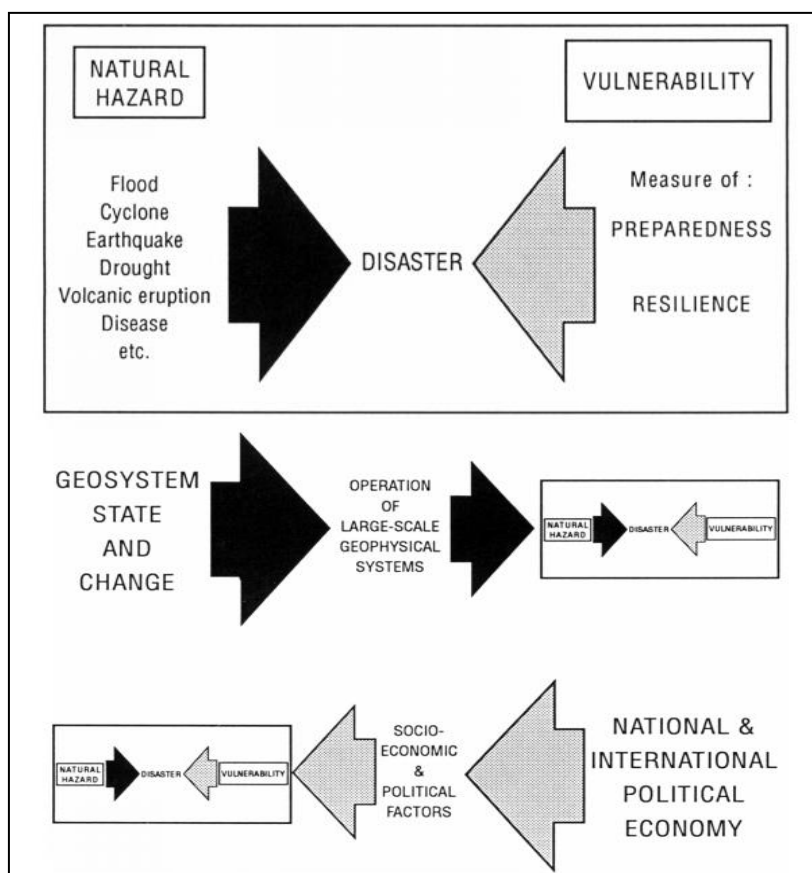 NATURAL
HAZARD
VULNERABILITY
Flood
Cyclone
Earthquake
Drought
Volcanic eruption
Disease
etc.
DISASTER
Measure of :
PREPAREDNESS
RESILIENCE
GEOSYSTEM
STATE
AND
CHANGE
OPERATION
OF
LARGE-SCALE
GEOPHYSICAL
SYSTEMS
NATURAL
HAZARD
DISASTER
VULNERABILITY
NATURAL
HAZARD
DISASTER
VULNERABILITY
SOCIO-
ECONOMIC
&
POLITICAL
FACTORS
NATIONAL &
INTERNATIONAL
POLITICAL
ECONOMY